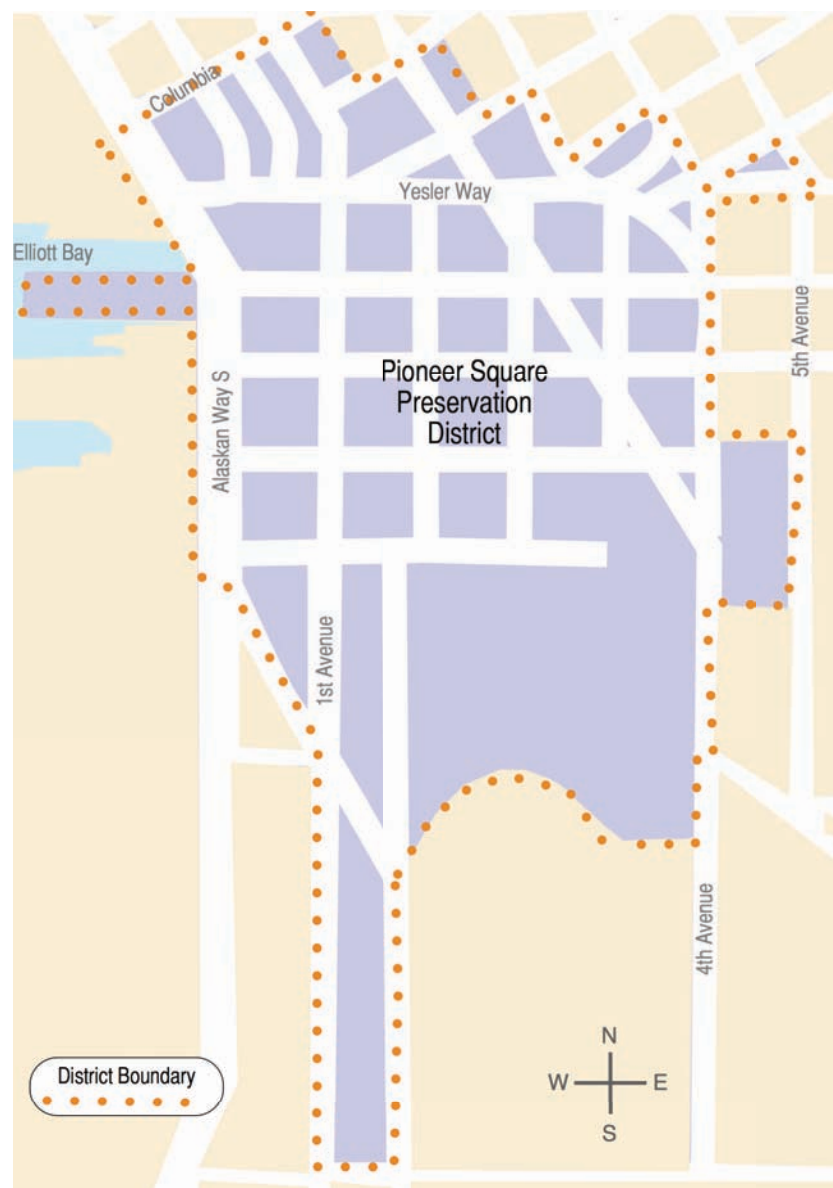 Columbia
Yesler Way
Elliott Bay
5th Avenue
Pioneer Square
Preservation
District
Alaskan Way S
1st Avenue
4th Avenue
N
W E
S
District Boundary